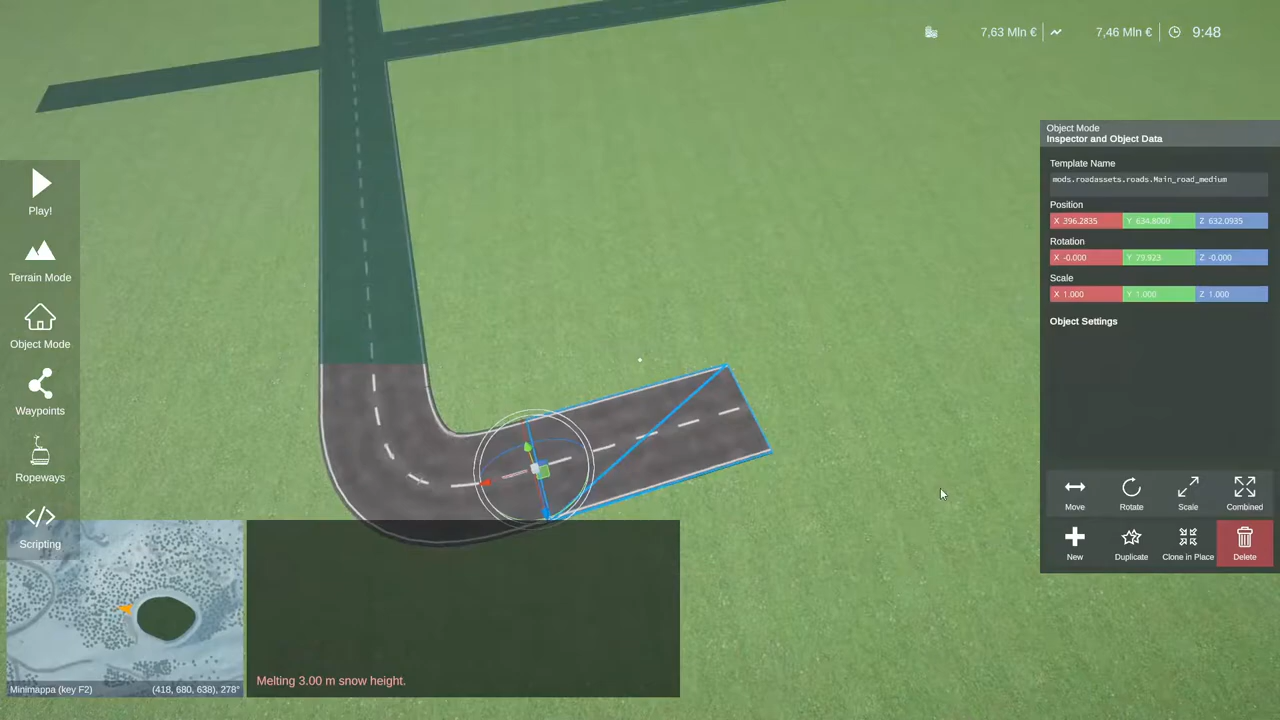 7,63 Mln €
7,46 Mln €
9:48
Play!
Terrain Mode
Object Mode
Waypoints
Ropeways
Scripting
Object Mode
Inspector and Object Data
Template Name
mods.roadassets.roads.Main_road_medium
Position
X 396.2835 Y 634.8000 Z 632.0935
Rotation
X -0.000 Y 79.923 Z -0.000
Scale
X 1.000 Y 1.000 Z 1.000
Object Settings
Move Rotate Scale Combined
New Duplicate Clone in Place Delete
Minimappa (key F2) (418, 680, 638), 278°
Melting 3.00 m snow height.